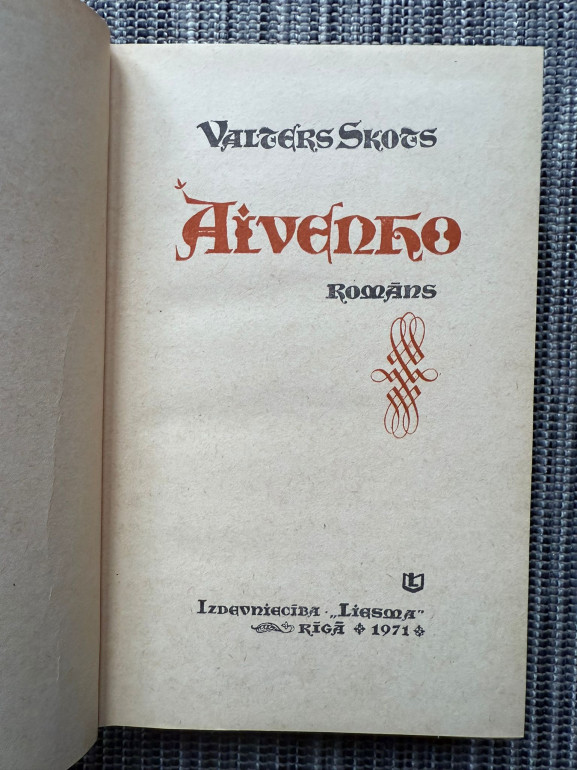 Valters Skots
Aivenho
Romāns
Izdevniecība „Liesma"
Rīgā 1971